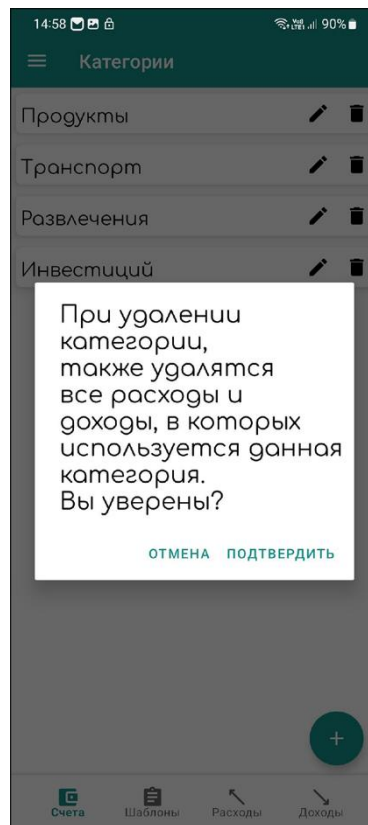 14:58 90%
Категории
Продукты
Транспорт
Развлечения
Инвестиций
При удалении
категории,
также удалятся
все расходы и
доходы, в которых
используется данная
категория.
Вы уверены?
ОТМЕНА ПОДТВЕРДИТЬ
+
Счета Шаблоны Расходы Доходы